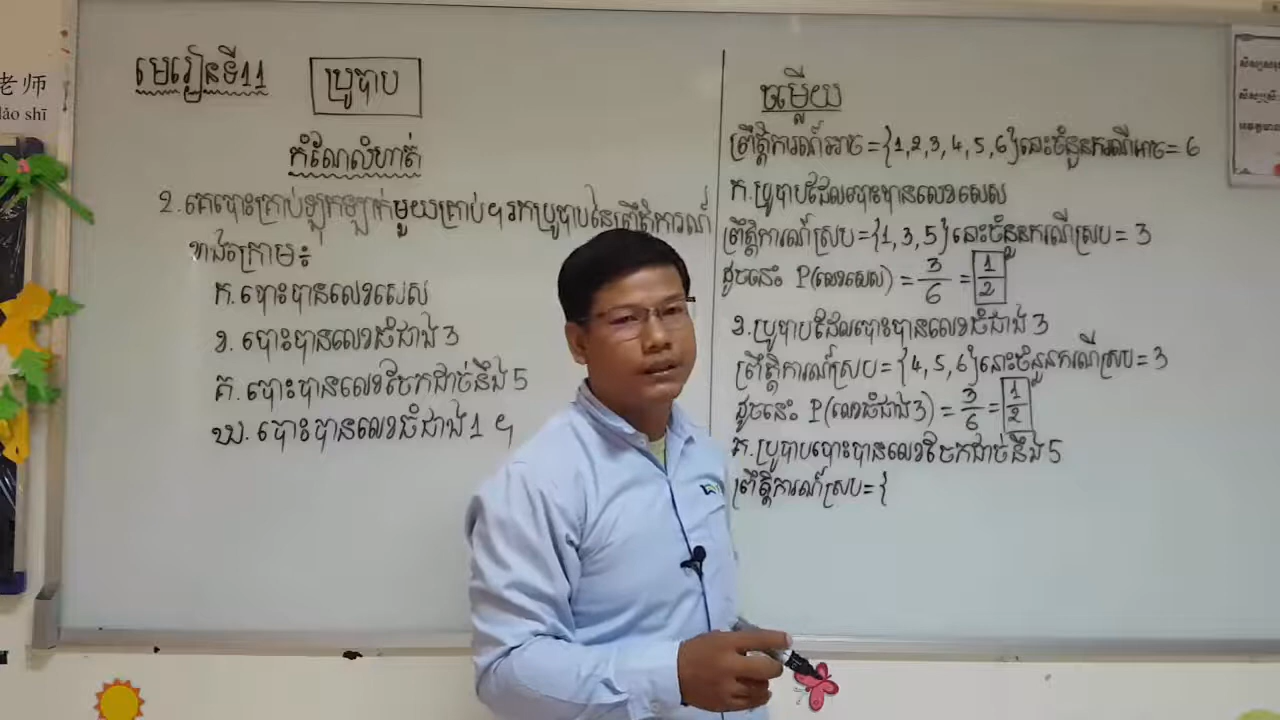 老师
lǎo shī
មេរៀនទី11
ប្រូបាប
កំណែលំហាត់
2.គេបោះគ្រាប់ឡុកឡាក់មួយគ្រាប់។រកប្រូបាបនៃព្រឹត្តិការណ៍
ខាងក្រោម៖
ក.បោះបានលេខសេស
ខ.បោះបានលេខធំជាង3
គ.បោះបានលេខចែកដាច់នឹង5
ឃ.បោះបានលេខធំជាង1។
ចម្លើយ
ព្រឹត្តិការណ៍អាច={1,2,3,4,5,6}នោះចំនួនករណីអាច=6
ក.ប្រូបាបដែលបោះបានលេខសេស
ព្រឹត្តិការណ៍ស្រប={1,3,5}នោះចំនួនករណីស្រប=3
ដូចនេះ P(លេខសេស)=3/6=1/2
ខ.ប្រូបាបដែលបោះបានលេខធំជាង3
ព្រឹត្តិការណ៍ស្រប={4,5,6}នោះចំនួនករណីស្រប=3
ដូចនេះ P(លេខធំជាង3)=3/6=1/2
គ.ប្រូបាបបោះបានលេខចែកដាច់នឹង5
ព្រឹត្តិការណ៍ស្រប={